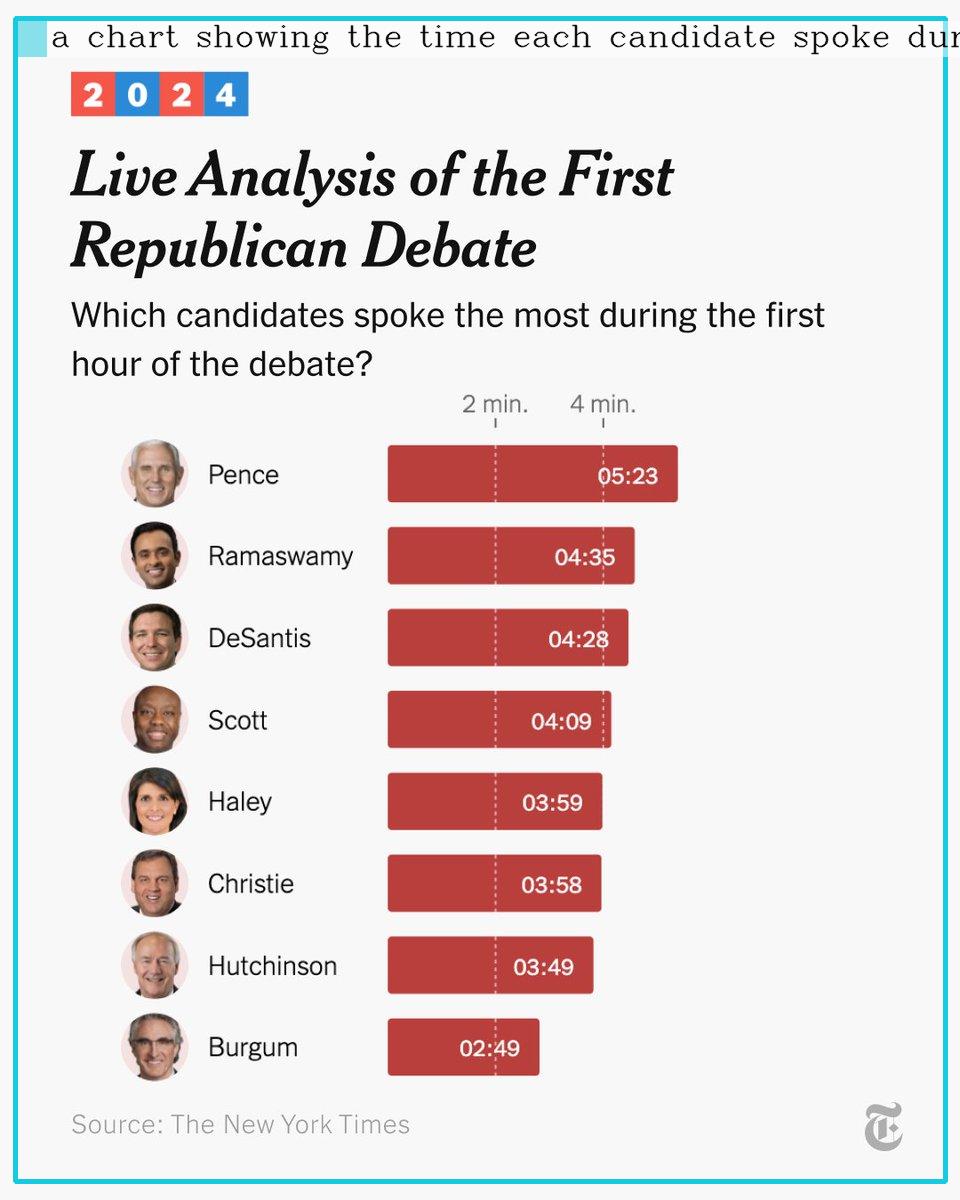 a chart showing the time each candidate spoke dur
2024
Live Analysis of the First
Republican Debate
Which candidates spoke the most during the first
hour of the debate?
2 min. 4 min.
Pence 05:23
Ramaswamy 04:35
DeSantis 04:28
Scott 04:09
Haley 03:59
Christie 03:58
Hutchinson 03:49
Burgum 02:49
Source: The New York Times
T